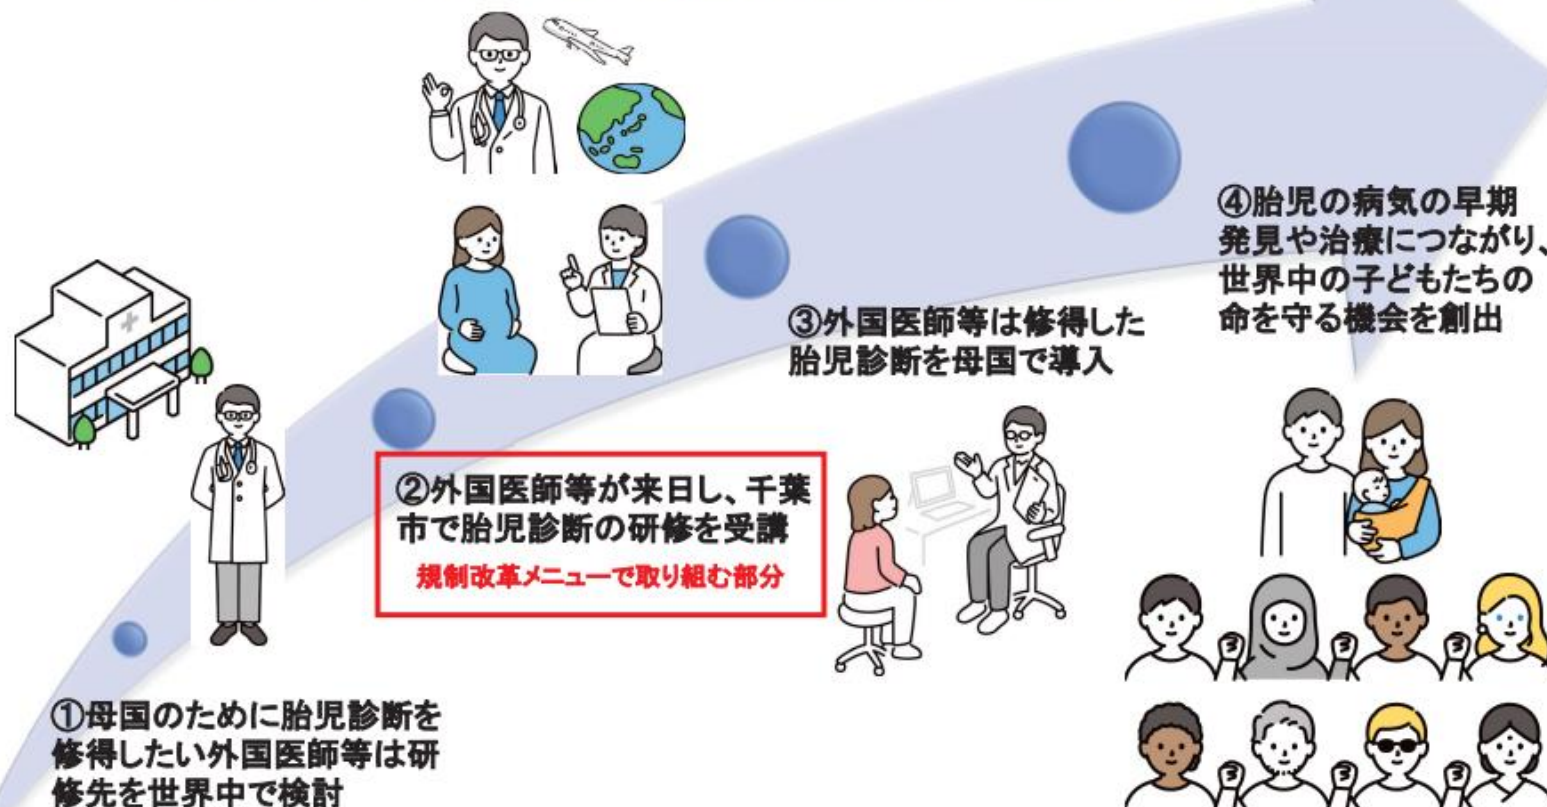 ①母国のために胎児診断を
修得したい外国医師等は研
修先を世界中で検討
②外国医師等が来日し、千葉
市で胎児診断の研修を受講
規制改革メニューで取り組む部分
③外国医師等は修得した
胎児診断を母国で導入
④胎児の病気の早期
発見や治療につながり、
世界中の子どもたちの
命を守る機会を創出